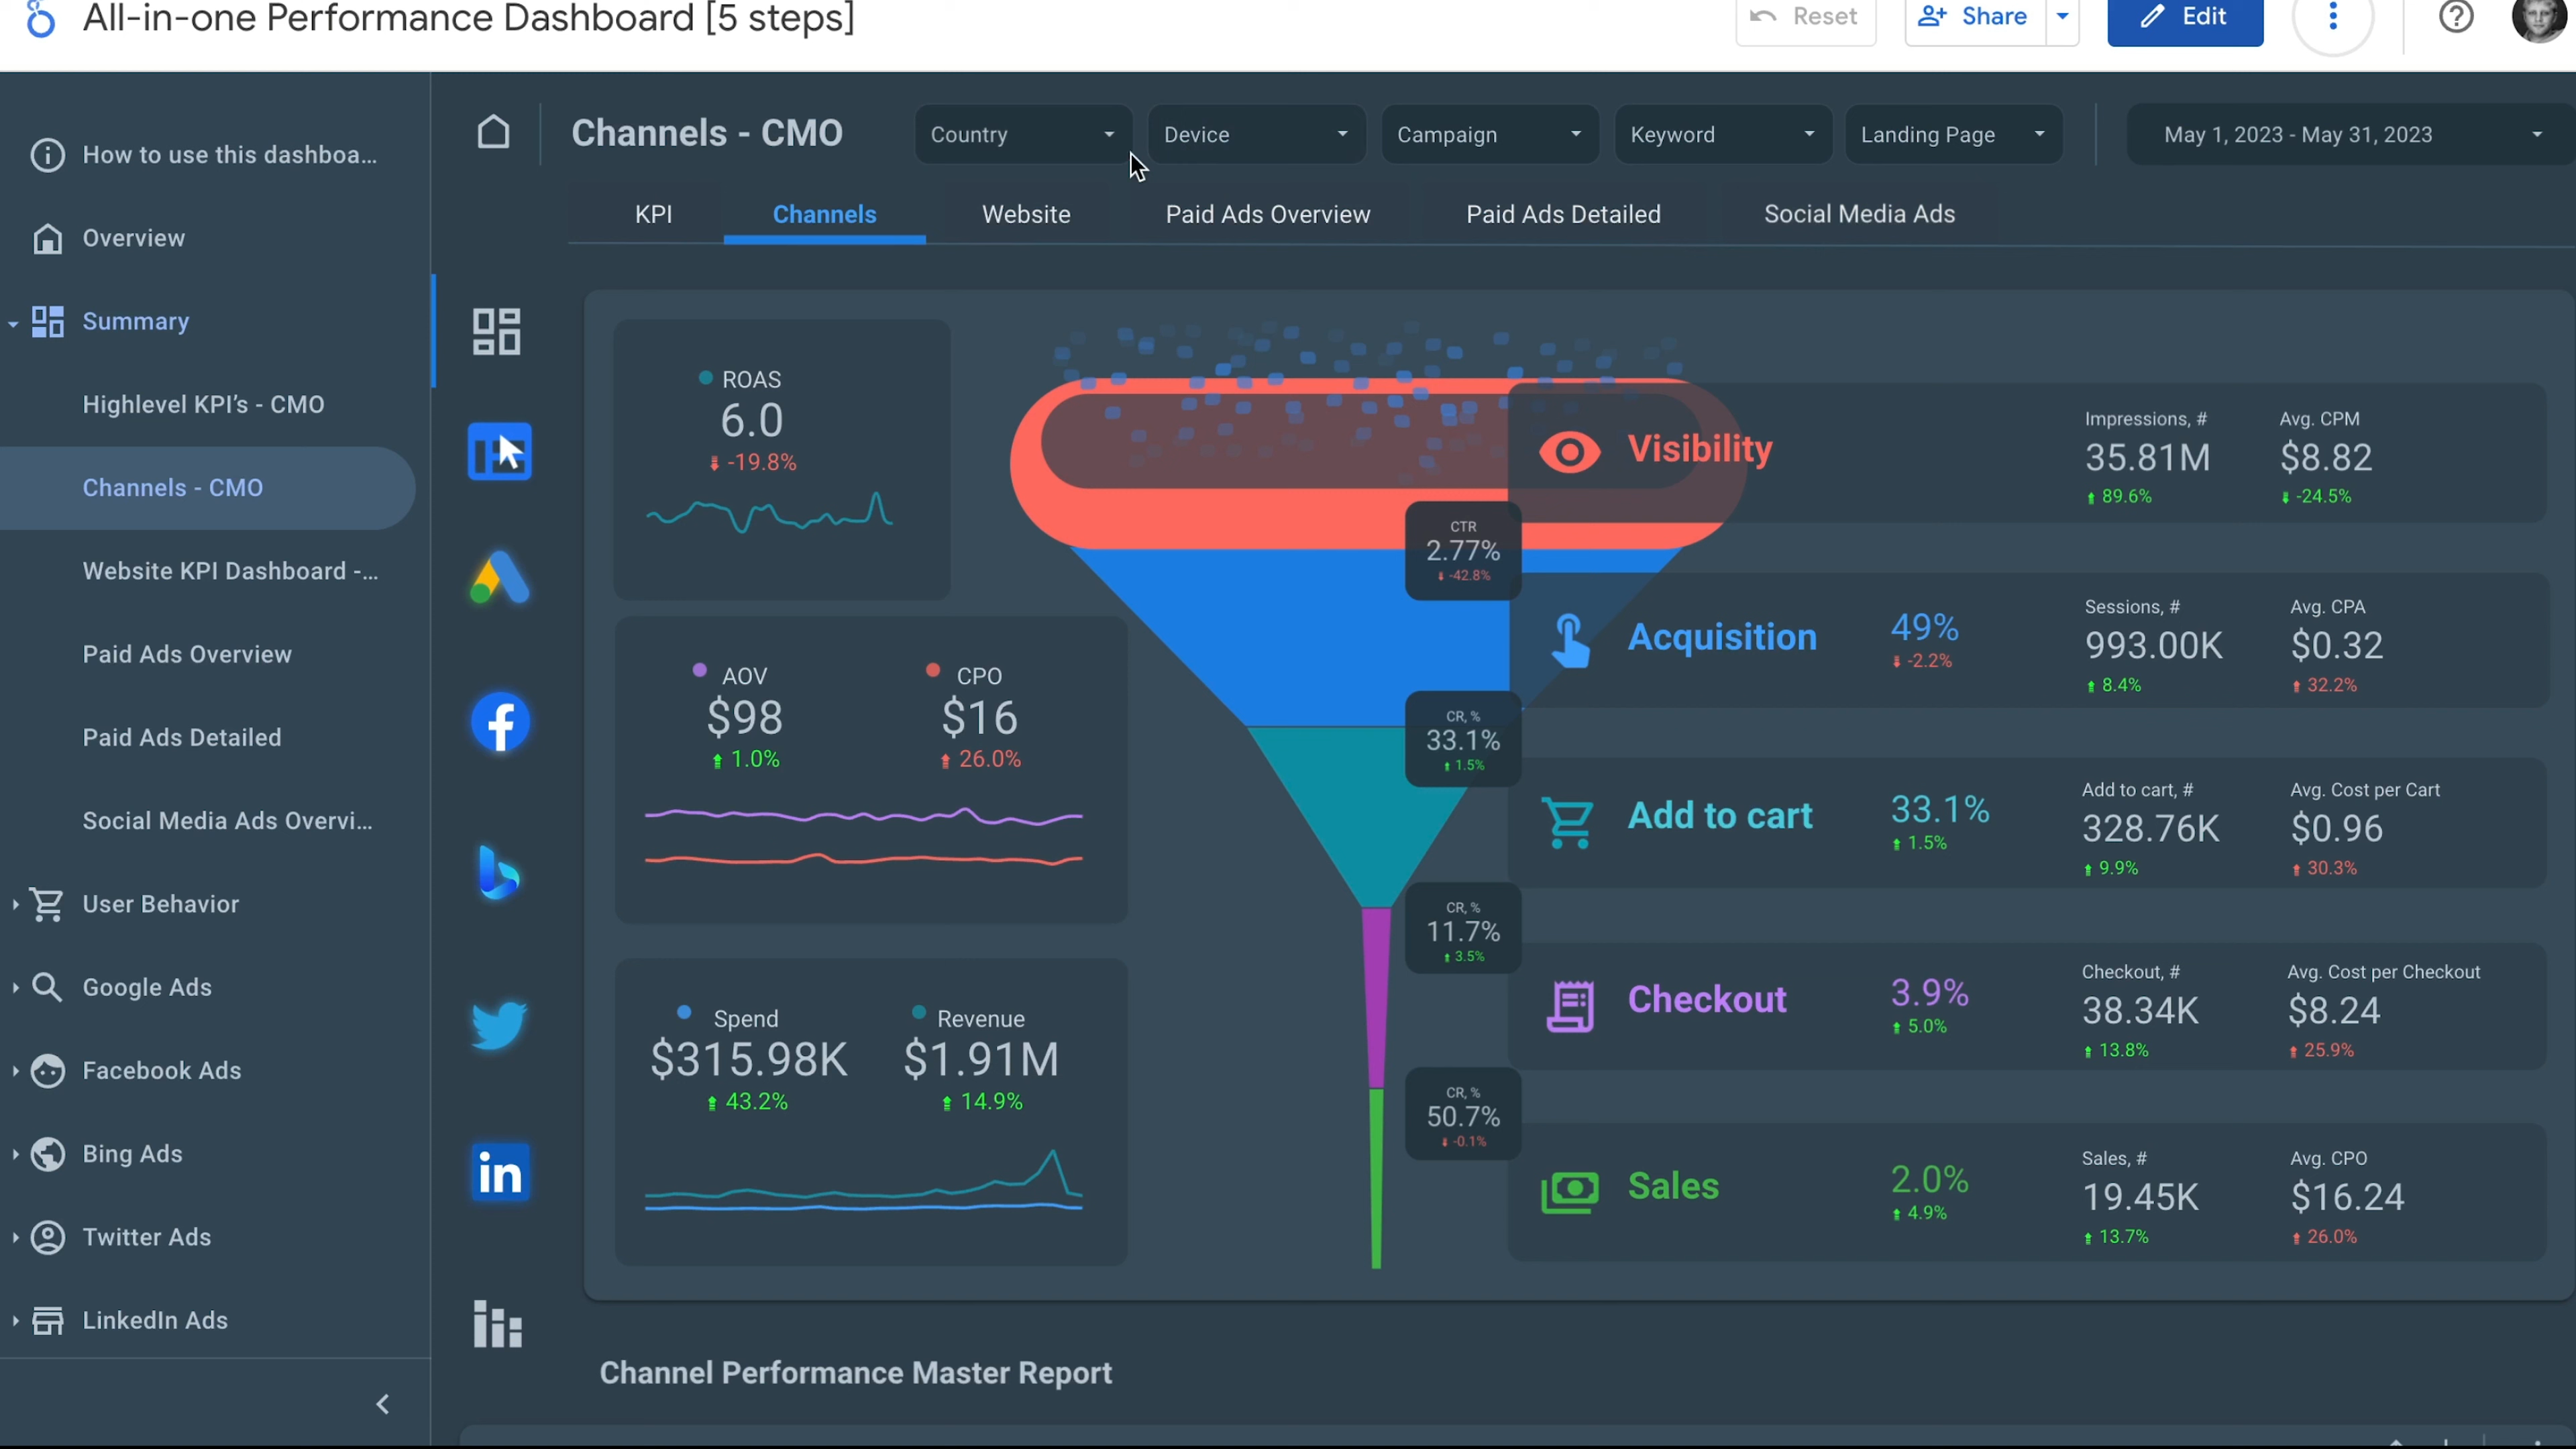 All-in-one Performance Dashboard [5 steps]
Reset
Share
Edit
How to use this dashboa...
Overview
Summary
Highlevel KPI's - CMO
Channels - CMO
Website KPI Dashboard -...
Paid Ads Overview
Paid Ads Detailed
Social Media Ads Overvi...
User Behavior
Google Ads
Facebook Ads
Bing Ads
Twitter Ads
LinkedIn Ads
Channels - CMO
Country
Device
Campaign
Keyword
Landing Page
May 1, 2023 - May 31, 2023
KPI
Channels
Website
Paid Ads Overview
Paid Ads Detailed
Social Media Ads
in
ROAS
6.0
-19.8%
AOV
$98
1.0%
CPO
$16
26.0%
Spend
$315.98K
43.2%
Revenue
$1.91M
14.9%
CTR
2.77%
-42.8%
CR, %
33.1%
1.5%
CR, %
11.7%
3.5%
CR, %
50.7%
-0.1%
Visibility
Impressions, #
35.81M
89.6%
Avg. CPM
$8.82
-24.5%
Acquisition
49%
-2.2%
Sessions, #
993.00K
8.4%
Avg. CPA
$0.32
32.2%
Add to cart
33.1%
1.5%
Add to cart, #
328.76K
9.9%
Avg. Cost per Cart
$0.96
30.3%
Checkout
3.9%
5.0%
Checkout, #
38.34K
13.8%
Avg. Cost per Checkout
$8.24
25.9%
Sales
2.0%
4.9%
Sales, #
19.45K
13.7%
Avg. CPO
$16.24
26.0%
Channel Performance Master Report